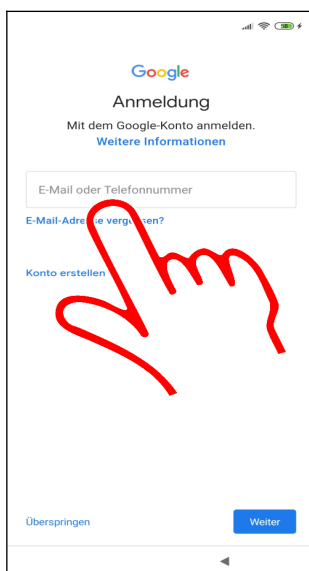 58
Google
Anmeldung
Mit dem Google-Konto anmelden.
Weitere Informationen
E-Mail oder Telefonnummer
E-Mail-Adresse vergessen?
Konto erstellen
Überspringen
Weiter